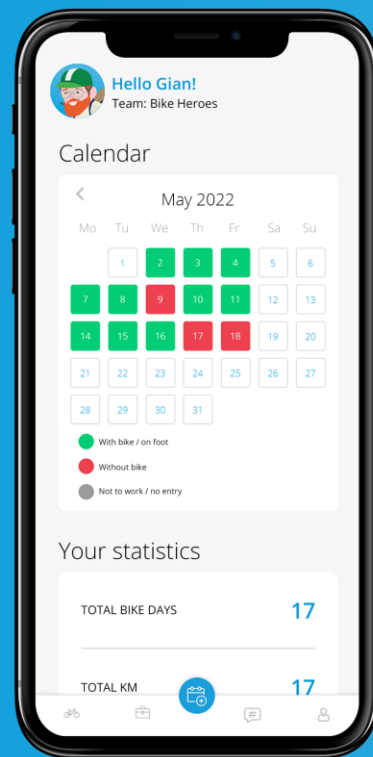 Hello Gian!
Team: Bike Heroes
Calendar
May 2022
Mo Tu We Th Fr Sa Su
1 2 3 4 5 6
7 8 9 10 11 12 13
14 15 16 17 18 19 20
21 22 23 24 25 26 27
28 29 30 31
With bike / on foot
Without bike
Not to work / no entry
Your statistics
TOTAL BIKE DAYS 17
TOTAL KM 17
#